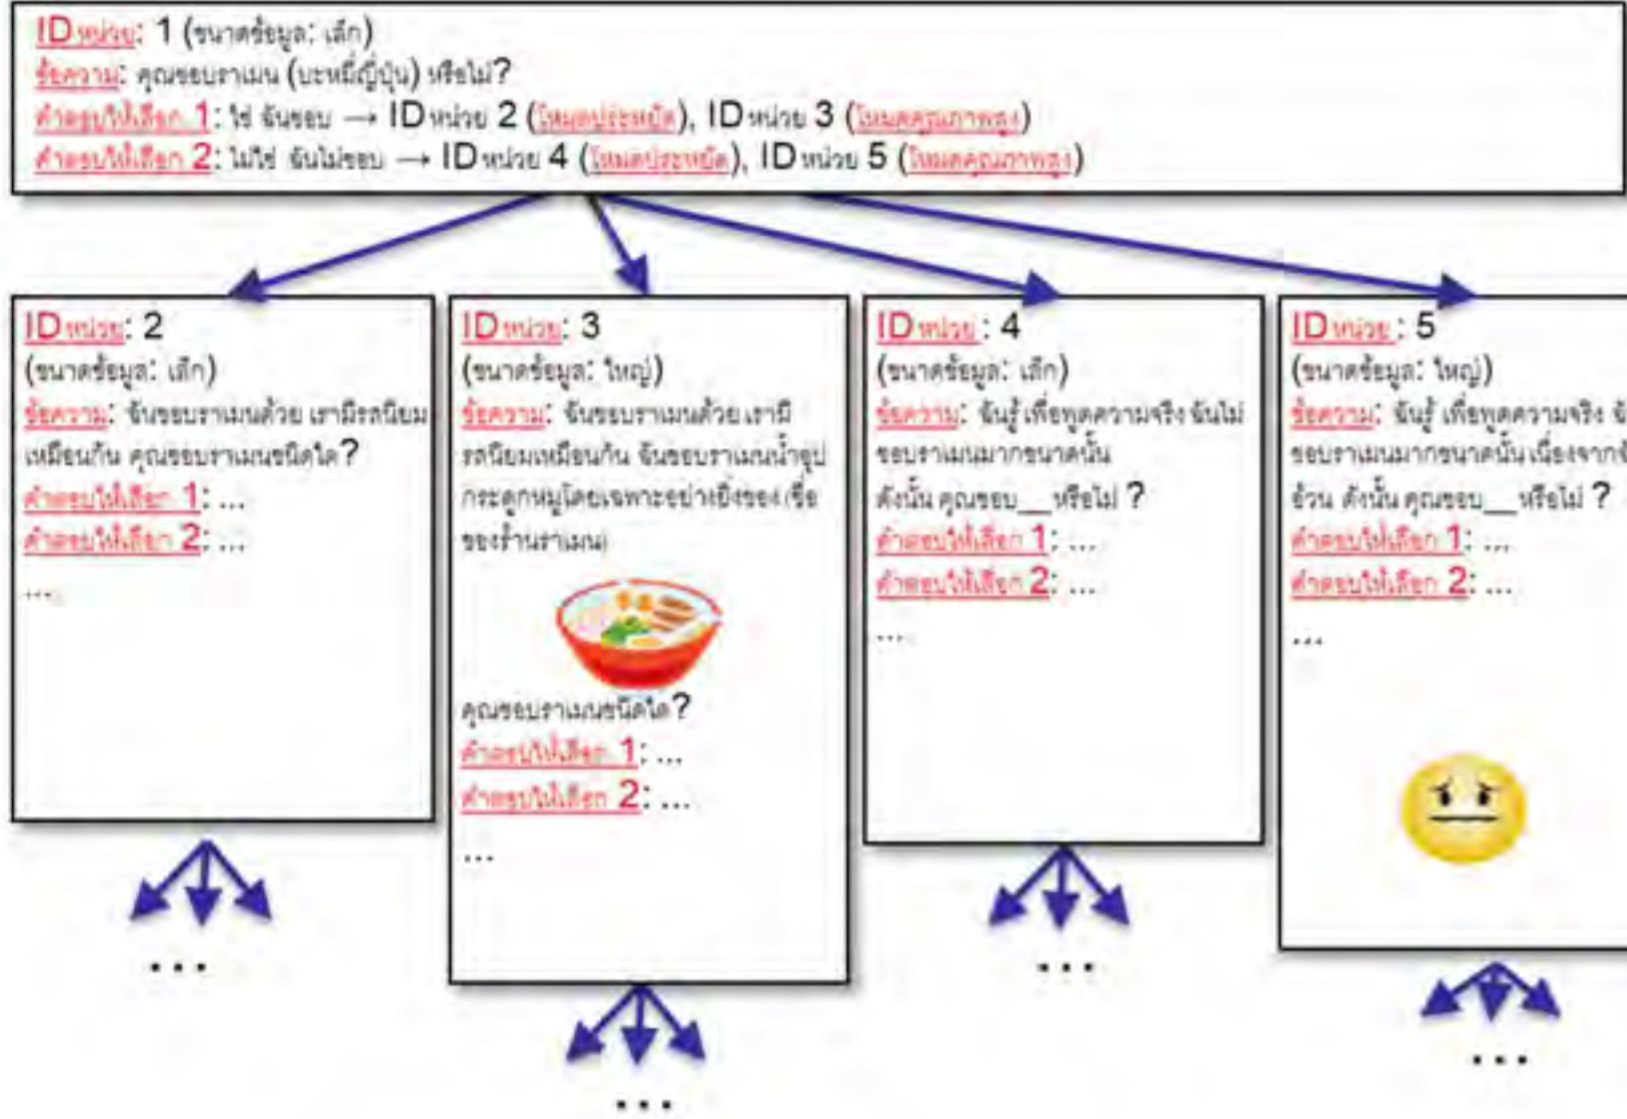 IDหน่วย: 1 (ขนาดข้อมูล: เล็ก)
ข้อความ: คุณชอบราเมน (บะหมี่ญี่ปุ่น) หรือไม่?
คำตอบให้เลือก 1: ใช่ ฉันชอบ → IDหน่วย 2 (โหมดประหยัด), IDหน่วย 3 (โหมดคุณภาพสูง)
คำตอบให้เลือก 2: ไม่ใช่ ฉันไม่ชอบ → IDหน่วย 4 (โหมดประหยัด), IDหน่วย 5 (โหมดคุณภาพสูง)
IDหน่วย: 2
(ขนาดข้อมูล: เล็ก)
ข้อความ: ฉันชอบราเมนด้วย เรามีรสนิยม
เหมือนกัน คุณชอบราเมนชนิดใด?
คำตอบให้เลือก 1: ...
คำตอบให้เลือก 2: ...
...
...
IDหน่วย: 3
(ขนาดข้อมูล: ใหญ่)
ข้อความ: ฉันชอบราเมนด้วย เรามี
รสนิยมเหมือนกัน ฉันชอบราเมนน้ำซุป
กระดูกหมูโดยเฉพาะอย่างยิ่งของ (ชื่อ
ของร้านราเมน)
คุณชอบราเมนชนิดใด?
คำตอบให้เลือก 1: ...
คำตอบให้เลือก 2: ...
...
...
IDหน่วย : 4
(ขนาดข้อมูล: เล็ก)
ข้อความ: ฉันรู้ เพื่อพูดความจริง ฉันไม่
ชอบราเมนมากขนาดนั้น
ดังนั้น คุณชอบ__หรือไม่ ?
คำตอบให้เลือก 1: ...
คำตอบให้เลือก 2: ...
...
...
IDหน่วย : 5
(ขนาดข้อมูล: ใหญ่)
ข้อความ: ฉันรู้ เพื่อพูดความจริง
ชอบราเมนมากขนาดนั้น เนื่องจาก
อ้วน ดังนั้น คุณชอบ__หรือไม่ ?
คำตอบให้เลือก 1: ...
คำตอบให้เลือก 2: ...
...
...